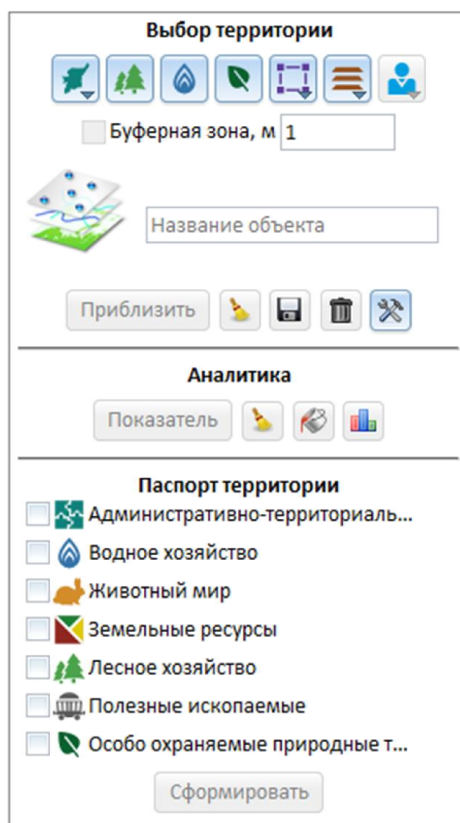 Выбор территории
Буферная зона, м 1
Название объекта
Приблизить
Аналитика
Показатель
Паспорт территории
Административно-территориаль...
Водное хозяйство
Животный мир
Земельные ресурсы
Лесное хозяйство
Полезные ископаемые
Особо охраняемые природные т...
Сформировать